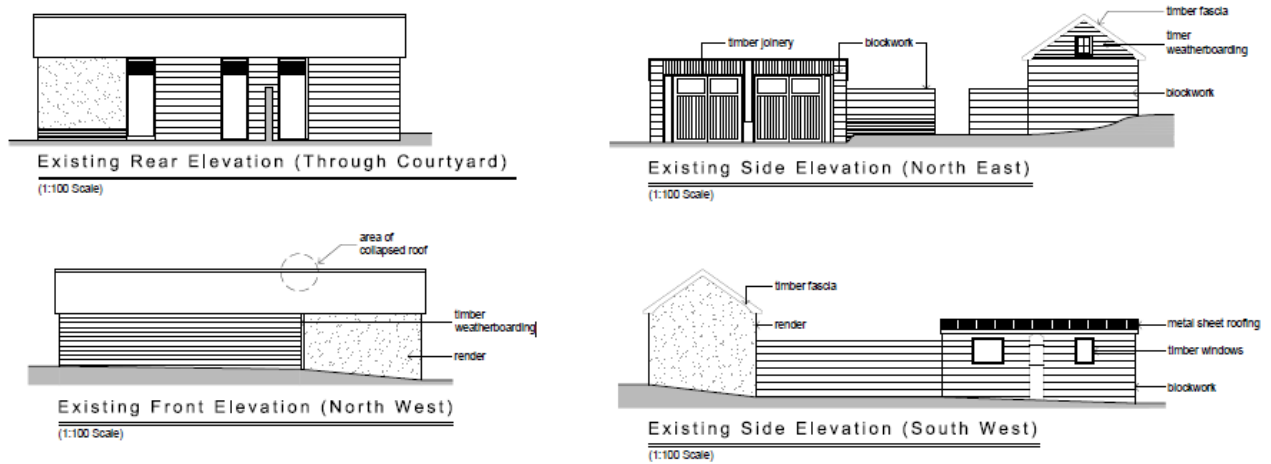 Existing Rear Elevation (Through Courtyard)
(1:100 Scale)
timber fascia
timer
weatherboarding
timber joinery
blockwork
blockwork
Existing Side Elevation (North East)
(1:100 Scale)
area of
collapsed roof
timber
weatherboarding
render
Existing Front Elevation (North West)
(1:100 Scale)
timber fascia
render
metal sheet roofing
timber windows
blockwork
Existing Side Elevation (South West)
(1:100 Scale)